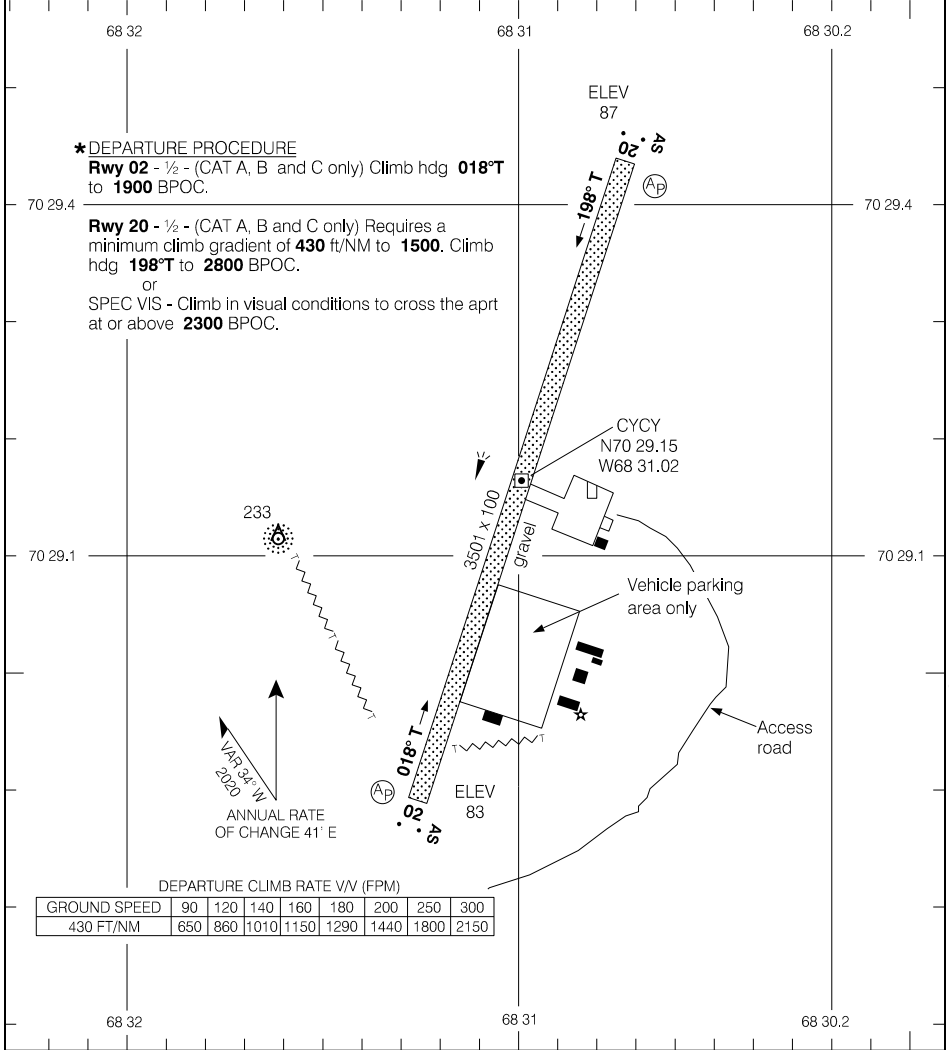 68 32
68 31
68 30.2
ELEV
87
AS
20
AP
198° T
* DEPARTURE PROCEDURE
Rwy 02 - ½ - (CAT A, B and C only) Climb hdg 018°T
to 1900 BPOC.
70 29.4
70 29.4
Rwy 20 - ½ - (CAT A, B and C only) Requires a
minimum climb gradient of 430 ft/NM to 1500. Climb
hdg 198°T to 2800 BPOC.
or
SPEC VIS - Climb in visual conditions to cross the aprt
at or above 2300 BPOC.
CYCY
N70 29.15
W68 31.02
233
3501 x 100
gravel
70 29.1
70 29.1
Vehicle parking
area only
T
T
T
T
T
018° T
Access
road
VAR 34° W
2020
ANNUAL RATE
OF CHANGE 41' E
AP
02
AS
ELEV
83
DEPARTURE CLIMB RATE V/V (FPM)
GROUND SPEED 90 120 140 160 180 200 250 300
430 FT/NM 650 860 1010 1150 1290 1440 1800 2150
68 32
68 31
68 30.2